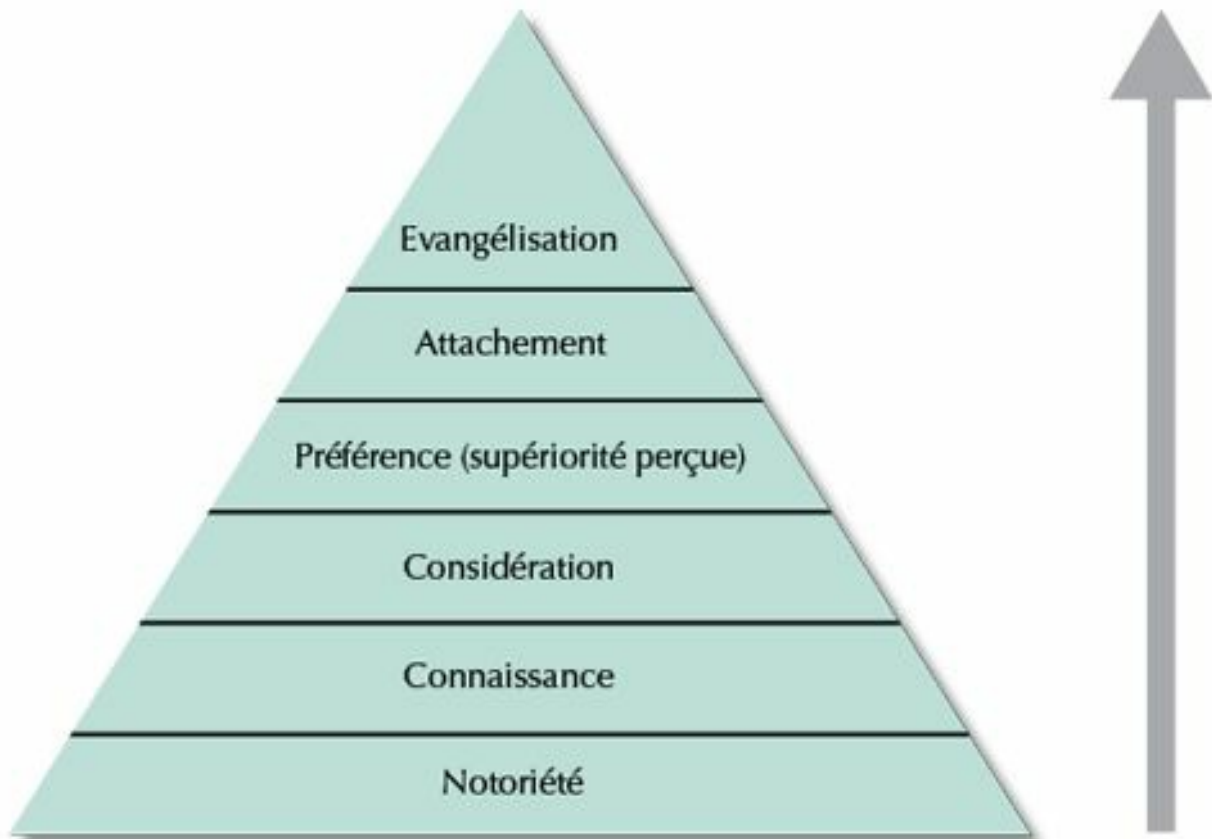 Evangélisation
Attachement
Préférence (supériorité perçue)
Considération
Connaissance
Notoriété